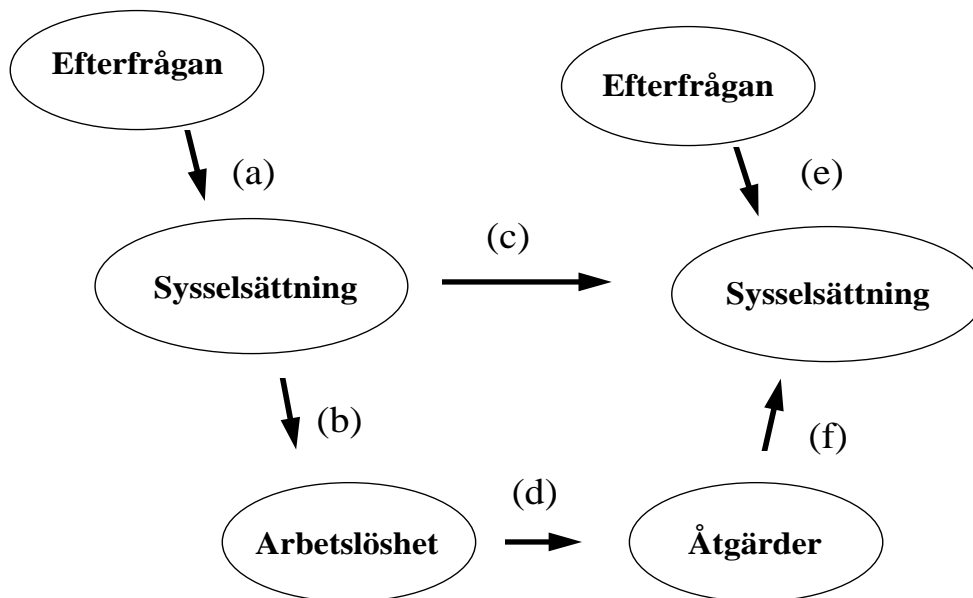 Efterfrågan
Efterfrågan
(a)
(e)
(c)
Sysselsättning
Sysselsättning
(b)
(f)
(d)
Arbetslöshet
Åtgärder